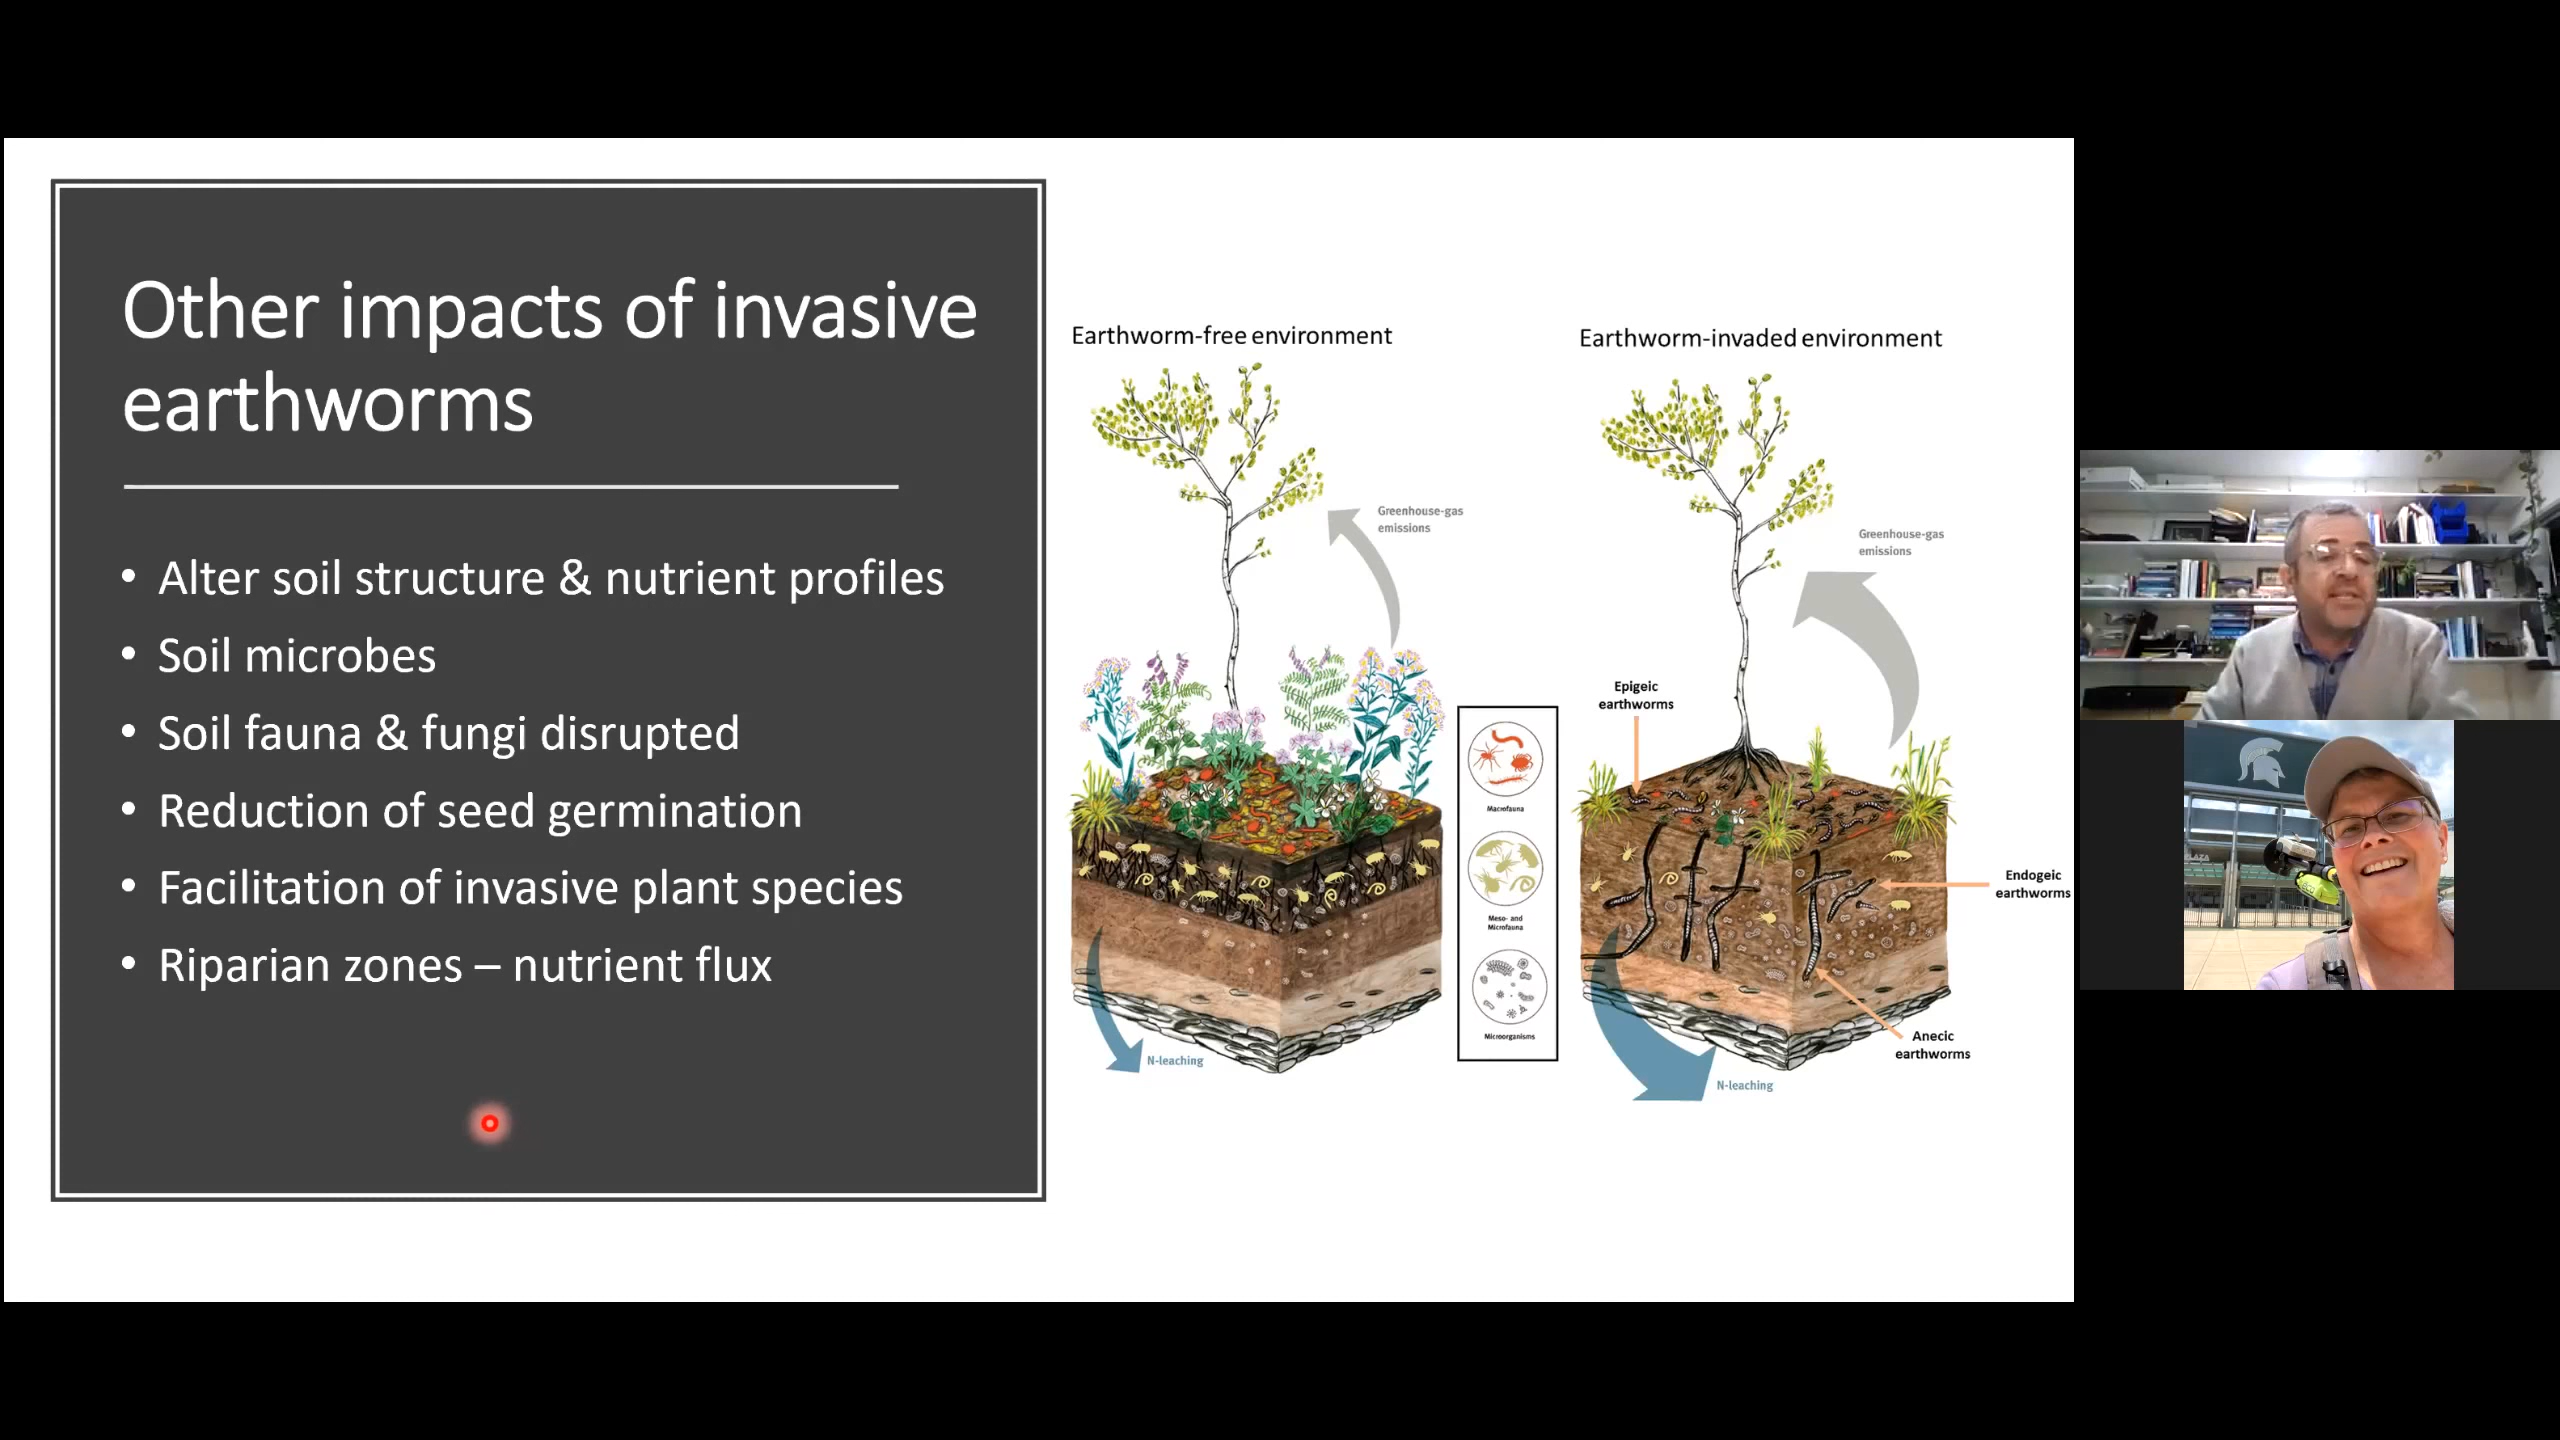 Other impacts of invasive
earthworms
• Alter soil structure & nutrient profiles
• Soil microbes
• Soil fauna & fungi disrupted
• Reduction of seed germination
• Facilitation of invasive plant species
• Riparian zones – nutrient flux
Earthworm-free environment
Greenhouse-gas
emissions
N-leaching
Macrofauna
Meso- and
Microfauna
Microorganisms
Earthworm-invaded environment
Greenhouse-gas
emissions
Epigeic
earthworms
Endogeic
earthworms
Anecic
earthworms
N-leaching
PLAZA